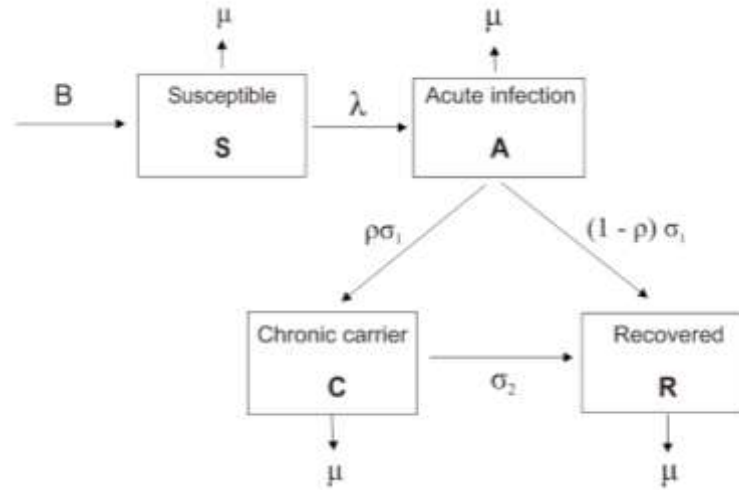 μ
μ
B
Susceptible
S
λ
Acute infection
A
ρσ₁
(1 - ρ) σ₁
Chronic carrier
C
σ₂
Recovered
R
μ
μ